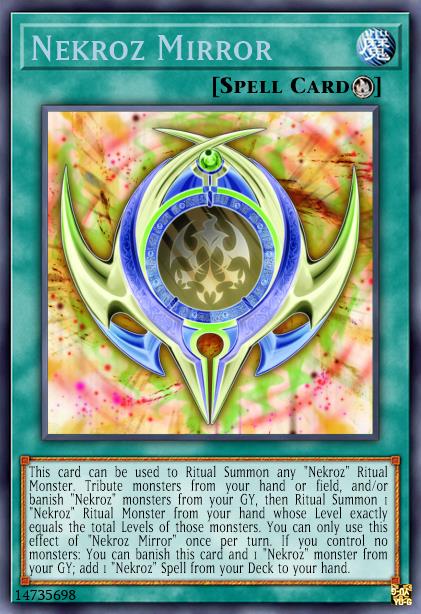 Nekroz Mirror
魔
[Spell Card]
This card can be used to Ritual Summon any "Nekroz" Ritual
Monster. Tribute monsters from your hand or field, and/or
banish "Nekroz" monsters from your GY, then Ritual Summon 1
"Nekroz" Ritual Monster from your hand whose Level exactly
equals the total Levels of those monsters. You can only use this
effect of "Nekroz Mirror" once per turn. If you control no
monsters: You can banish this card and 1 "Nekroz" monster from
your GY; add 1 "Nekroz" Spell from your Deck to your hand.
14735698